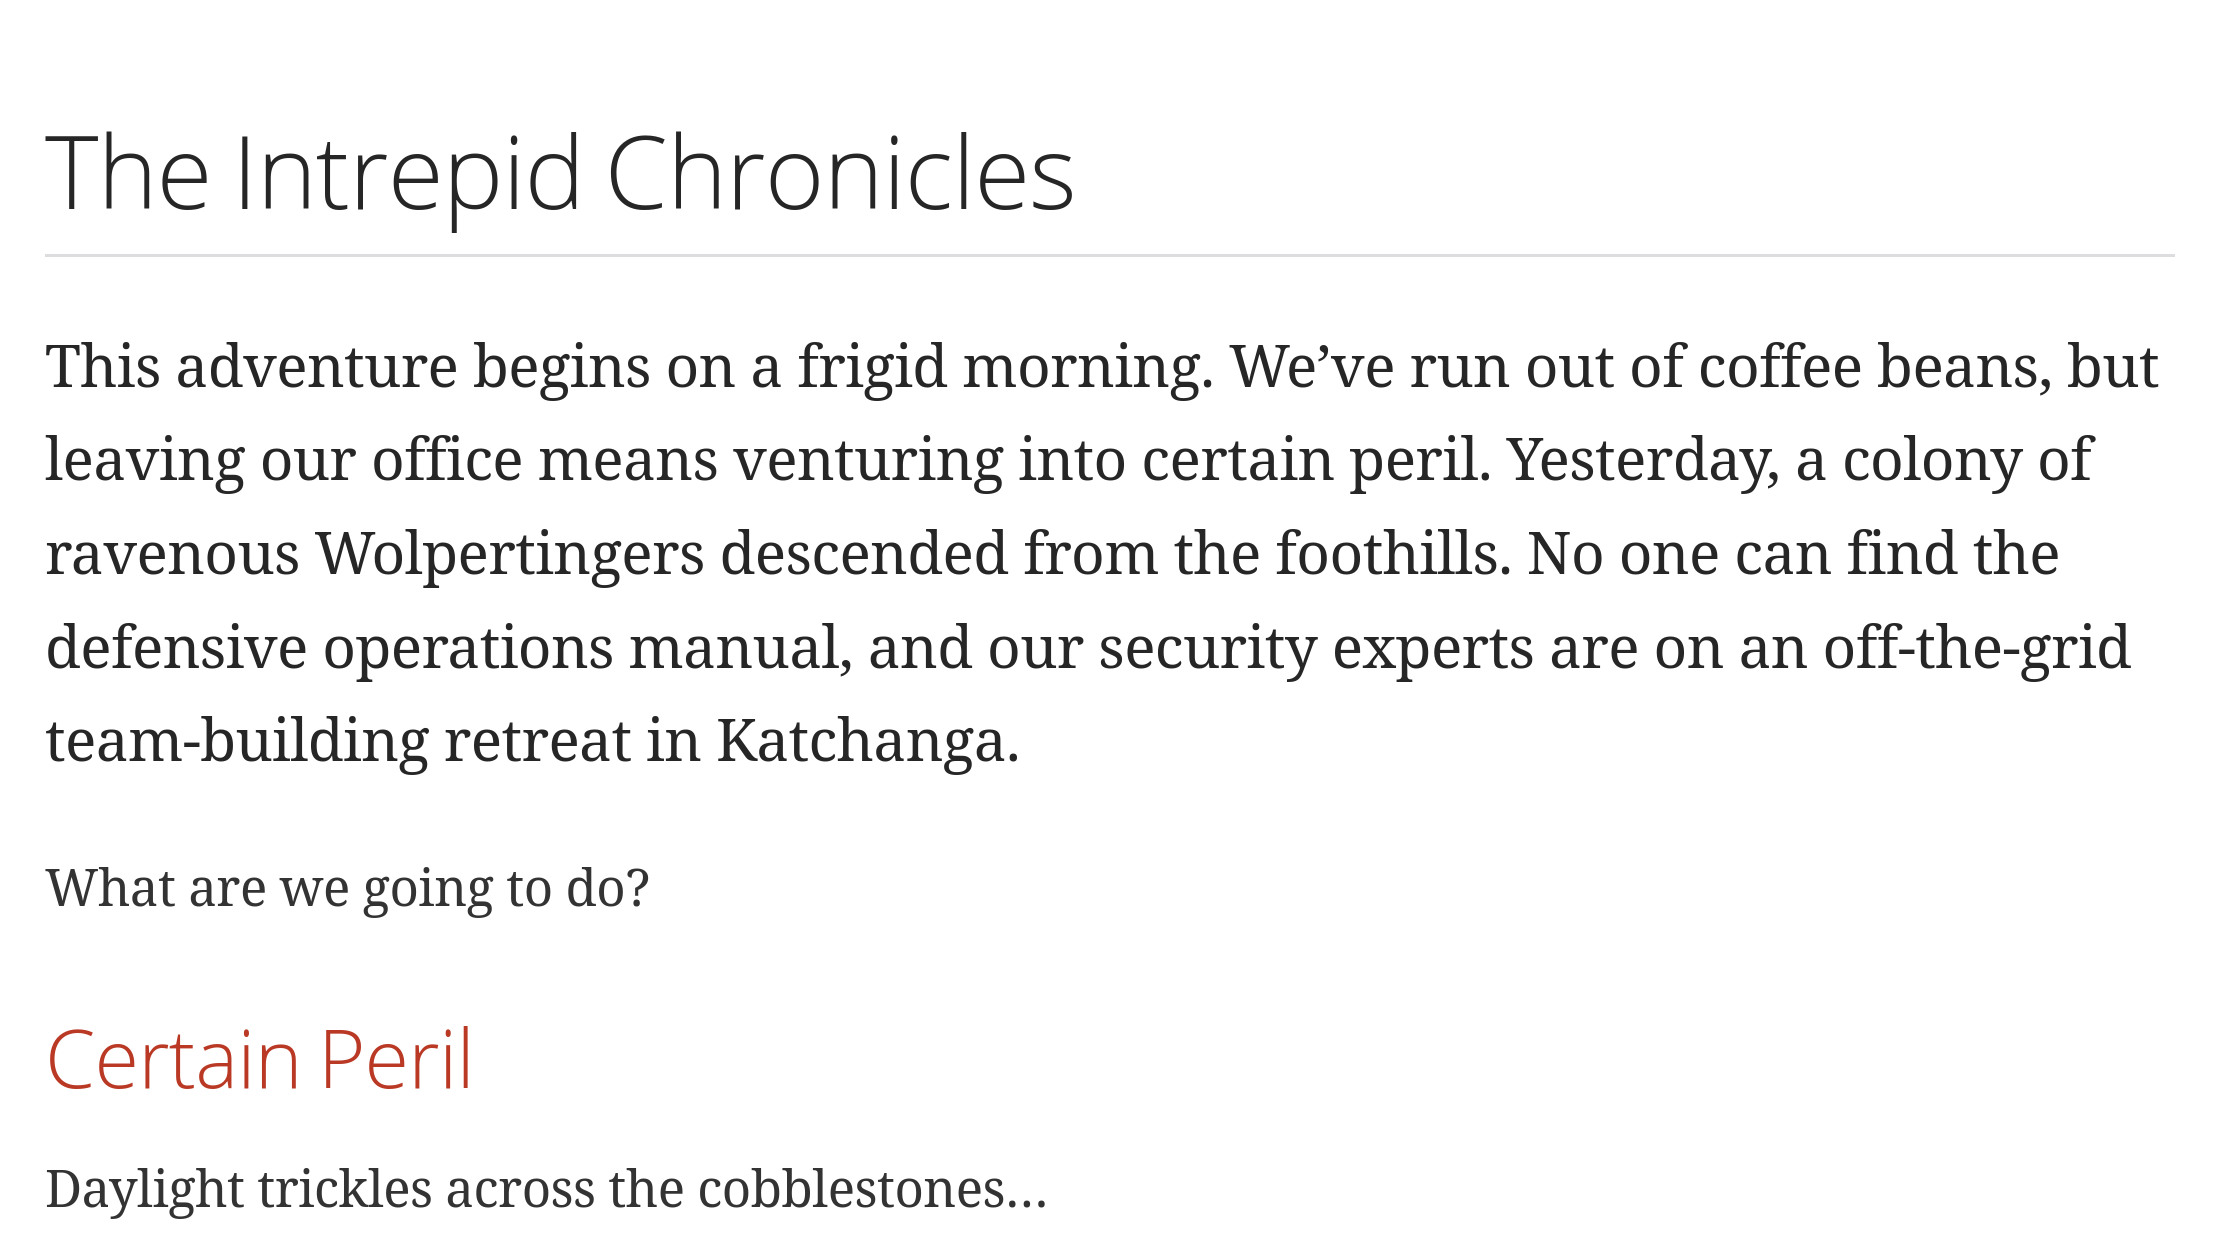 The Intrepid Chronicles
This adventure begins on a frigid morning. We’ve run out of coffee beans, but
leaving our office means venturing into certain peril. Yesterday, a colony of
ravenous Wolpertingers descended from the foothills. No one can find the
defensive operations manual, and our security experts are on an off-the-grid
team-building retreat in Katchanga.
What are we going to do?
Certain Peril
Daylight trickles across the cobblestones…